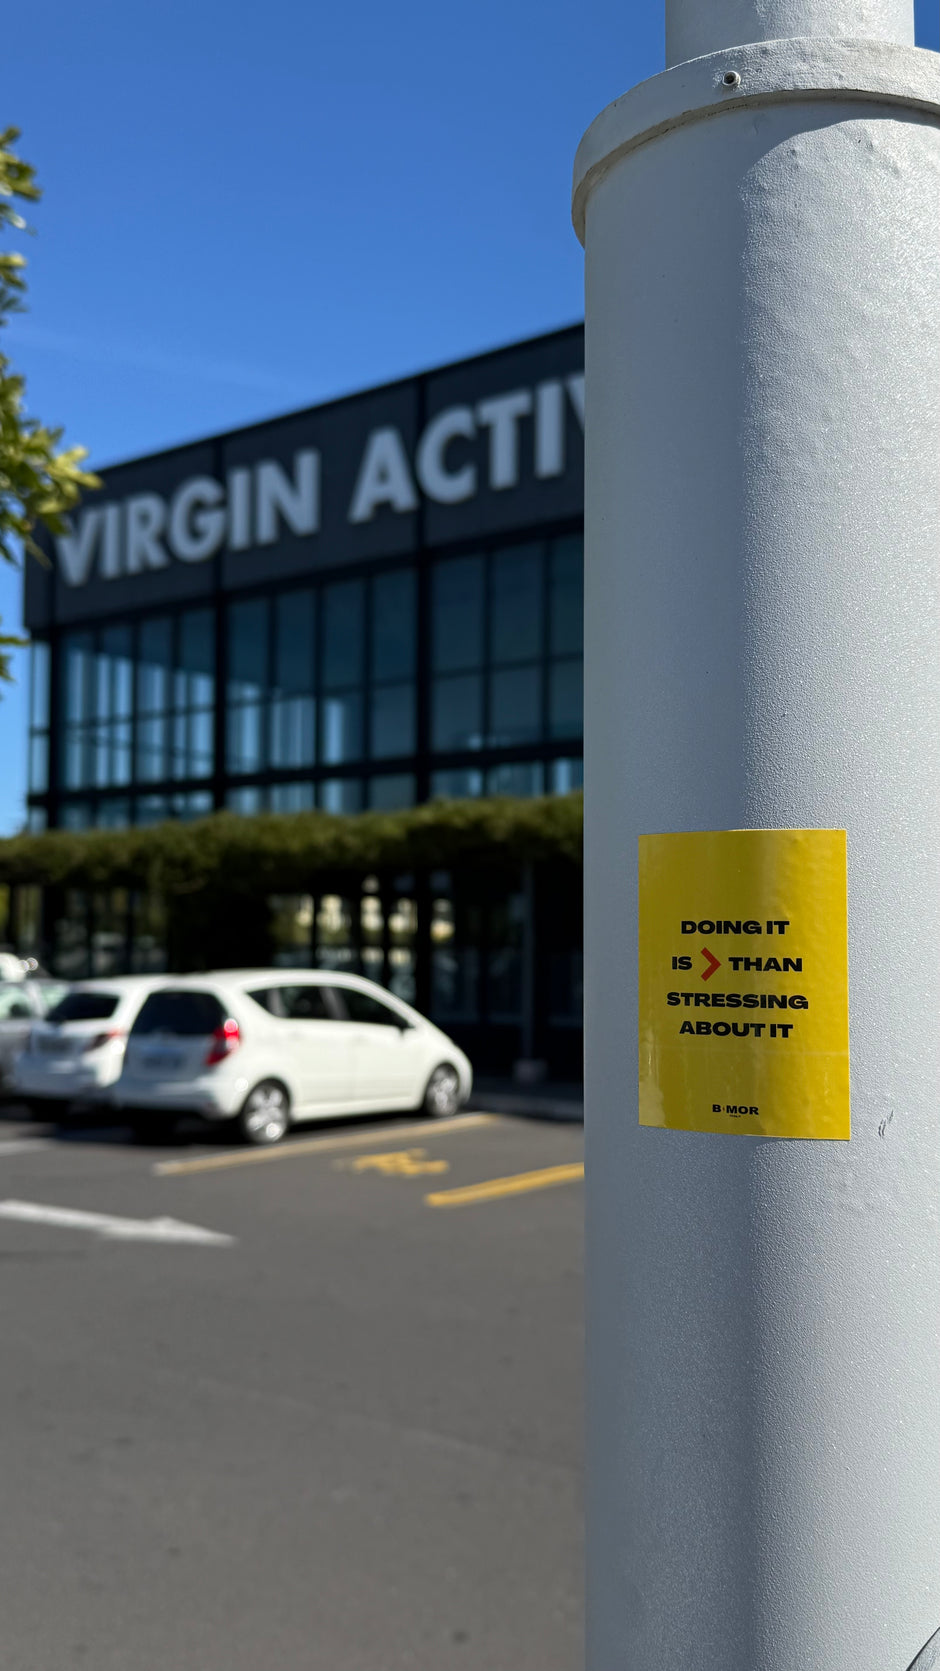 VIRGIN ACTIV
DOING IT
IS > THAN
STRESSING
ABOUT IT
B>MOR